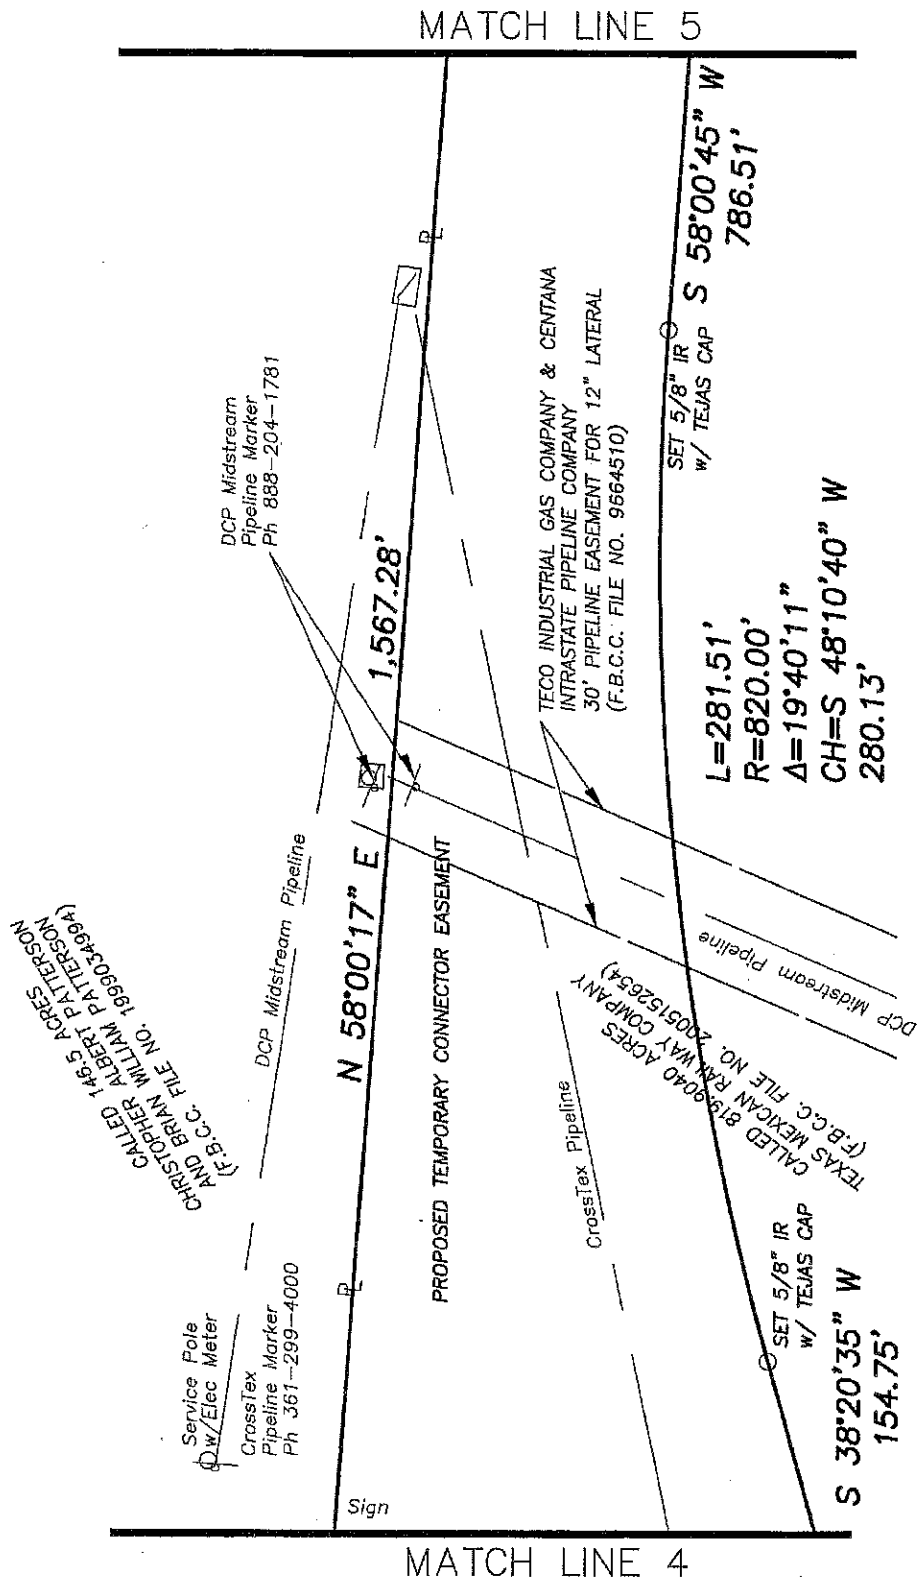 MATCH LINE 5
S 58°00'45" W
786.51'
SET 5/8" IR
w/ TEJAS CAP
DCP Midstream
Pipeline Marker
Ph 888-204-1781
TECO INDUSTRIAL GAS COMPANY & CENTANA
INTRASTATE PIPELINE COMPANY
30' PIPELINE EASEMENT FOR 12" LATERAL
(F.B.C.C. FILE NO. 9664510)
N 58°00'17" E 1,567.28'
L=281.51'
R=820.00'
Δ=19°40'11"
CH=S 48°10'40" W
280.13'
CALLED 146.5 ACRES
CHRISTOPHER ALBERT PATTERSON
AND BRIAN WILLIAM PATTERSON
(F.B.C.C. FILE NO. 1999034994)
DCP Midstream Pipeline
PROPOSED TEMPORARY CONNECTOR EASEMENT
DCP Midstream Pipeline
CALLED 819.9040 ACRES
TEXAS MEXICAN RAILWAY COMPANY
(F.B.C.C. FILE NO. 2005152654)
CrossTex Pipeline
Service Pole
w/Elec Meter
CrossTex
Pipeline Marker
Ph 361-299-4000
SET 5/8" IR
w/ TEJAS CAP
S 38°20'35" W
154.75'
Sign
PL
PL
MATCH LINE 4